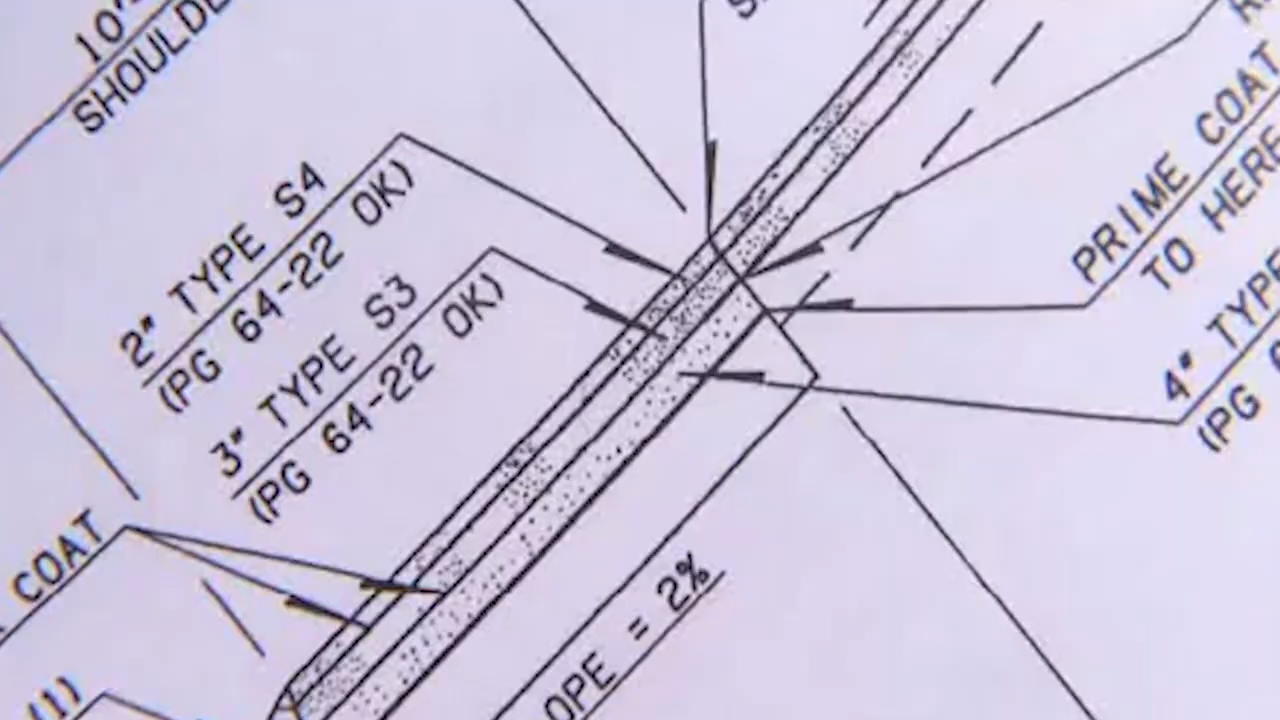 SHOULDE
2" TYPE S4
(PG 64-22 OK)
3" TYPE S3
(PG 64-22 OK)
COAT
(1)
OPE = 2%
PRIME COAT
TO HERE
4" TYPE
(PG